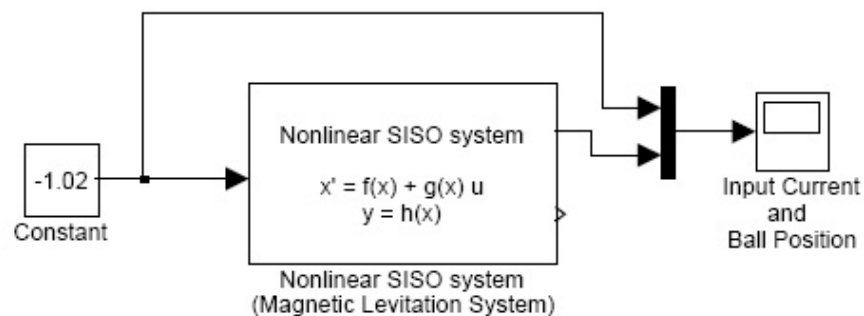 Nonlinear SISO system
x' = f(x) + g(x) u
y = h(x)
-1.02
Constant
Nonlinear SISO system
(Magnetic Levitation System)
Input Current
and
Ball Position